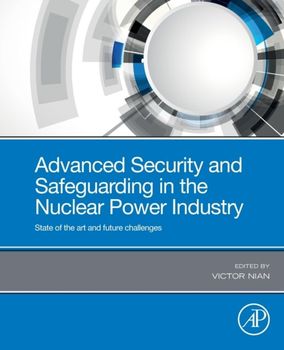 Advanced Security and
Safeguarding in the
Nuclear Power Industry
State of the art and future challenges
EDITED BY
VICTOR NIAN
AP